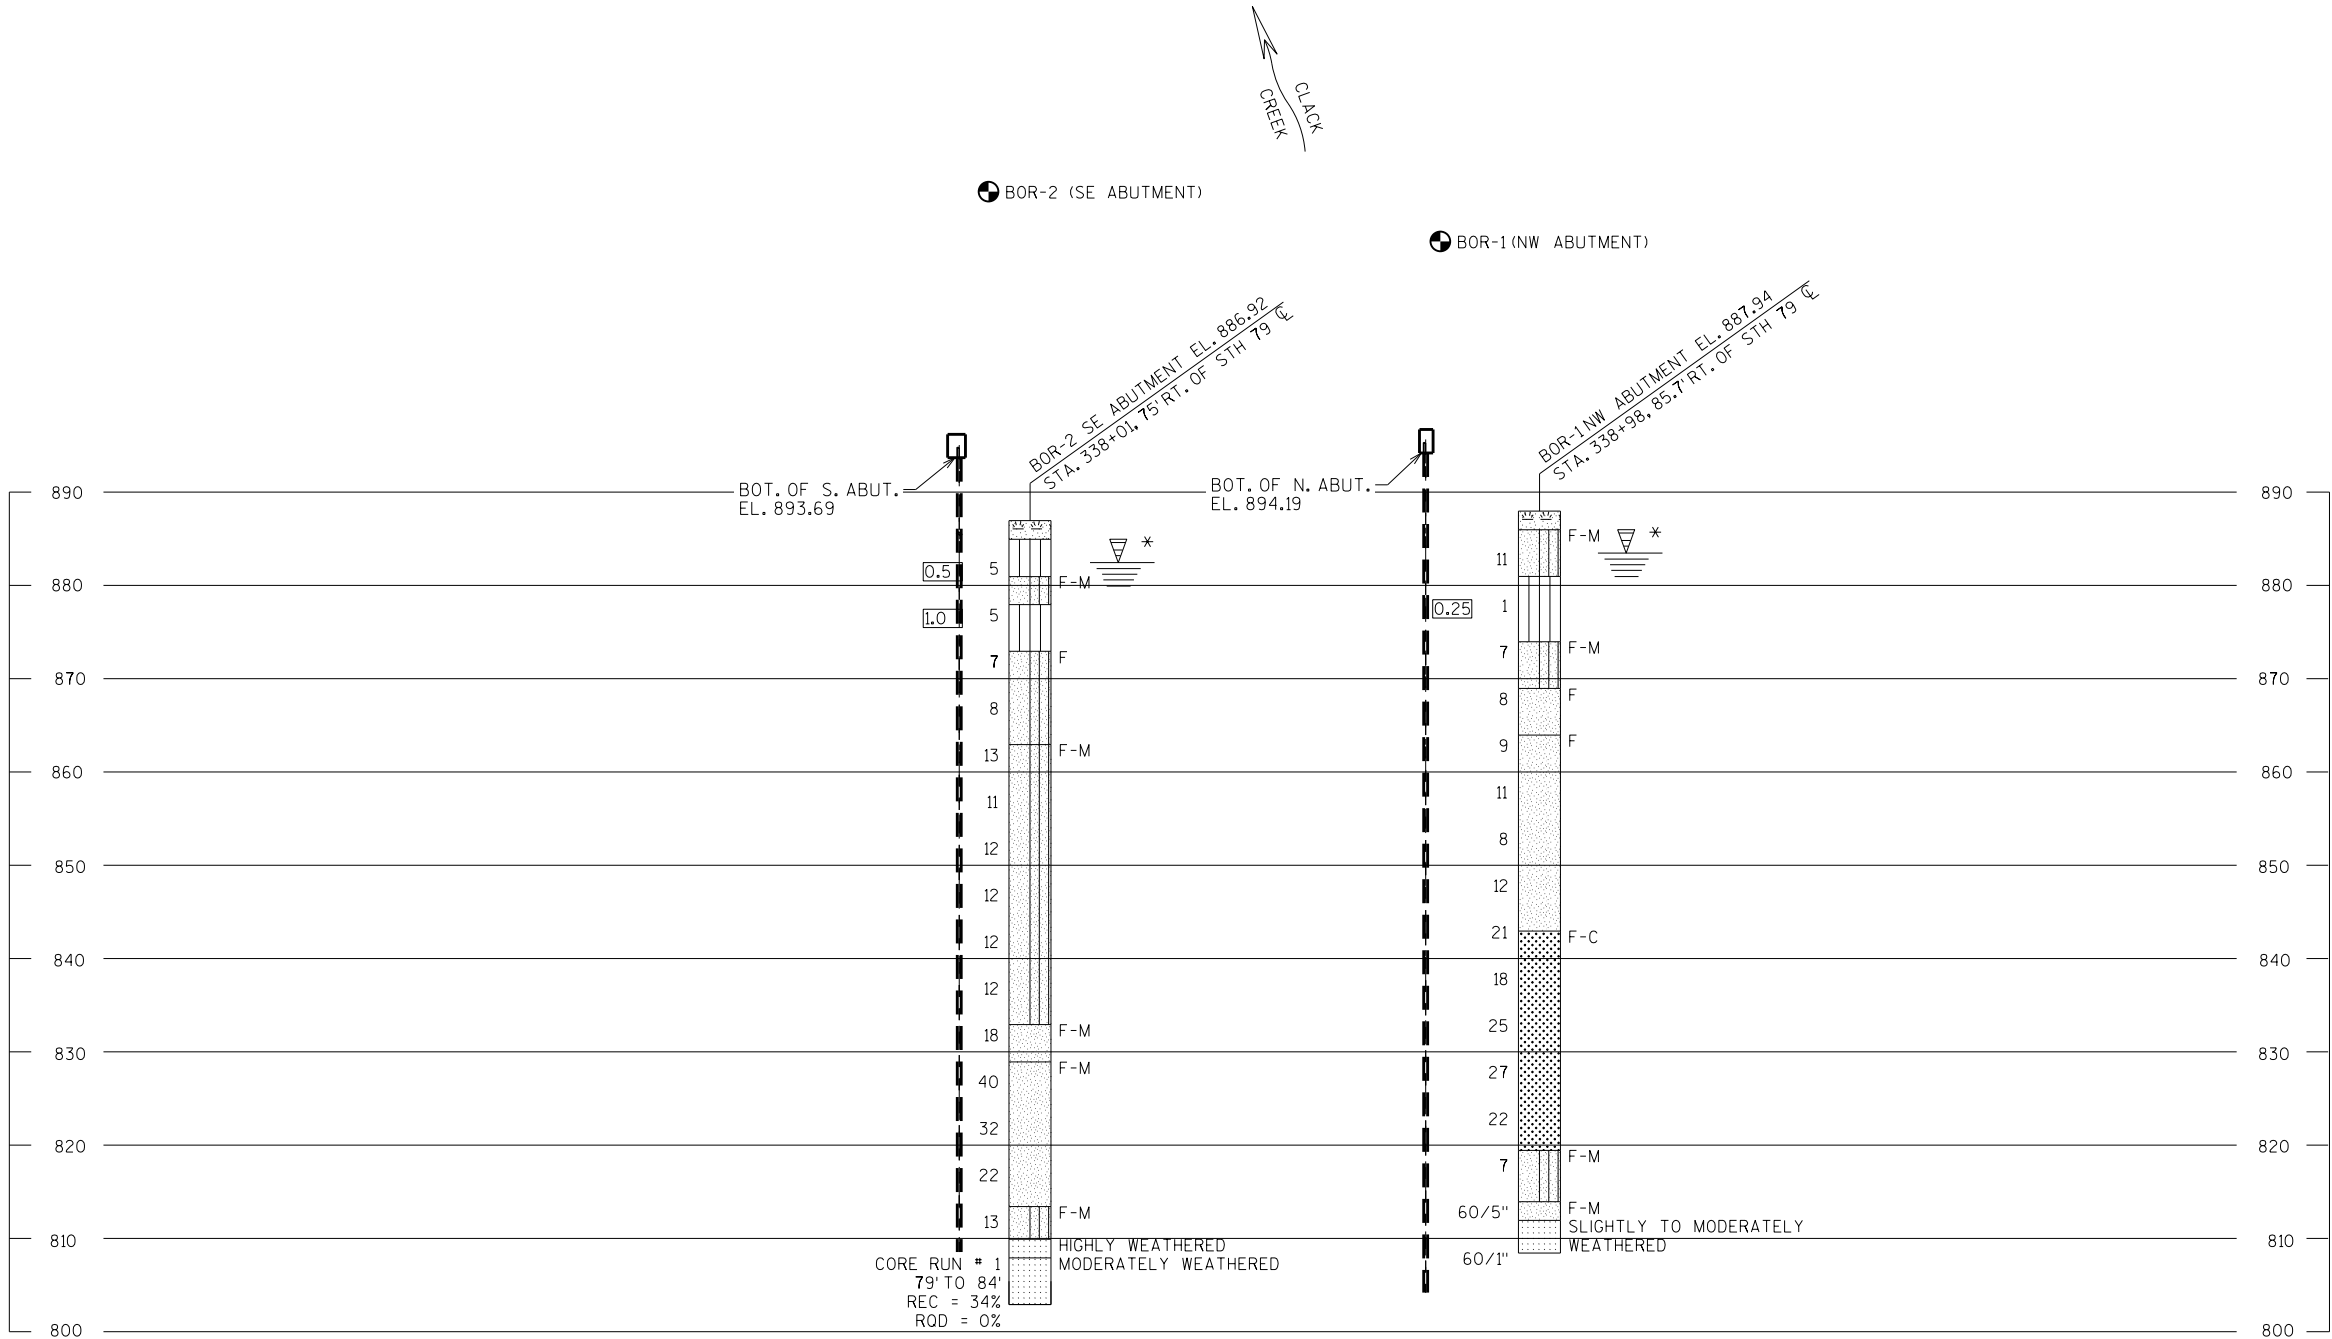 CLACK
CREEK
BOR-2 (SE ABUTMENT)
BOR-1 (NW ABUTMENT)
BOR-2 SE ABUTMENT EL. 886.92
STA. 338+01, 75' RT. OF STH 79 ℄
BOR-1 NW ABUTMENT EL. 887.94
STA. 338+98, 85.7' RT. OF STH 79 ℄
BOT. OF S. ABUT.
EL. 893.69
BOT. OF N. ABUT.
EL. 894.19
890
880
870
860
850
840
830
820
810
800
0.5
1.0
5
5
7
8
13
11
12
12
12
12
18
40
32
22
13
*
F-M
F
F-M
F-M
F-M
F-M
HIGHLY WEATHERED
MODERATELY WEATHERED
CORE RUN # 1
79' TO 84'
REC = 34%
RQD = 0%
0.25
11
1
7
8
9
11
8
12
21
18
25
27
22
7
60/5"
60/1"
F-M
*
F-M
F
F
F-C
F-M
F-M
SLIGHTLY TO MODERATELY
WEATHERED
890
880
870
860
850
840
830
820
810
800